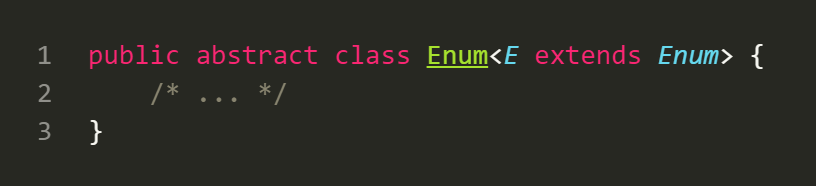 1 public abstract class Enum<E extends Enum> {
2 /* ... */
3 }